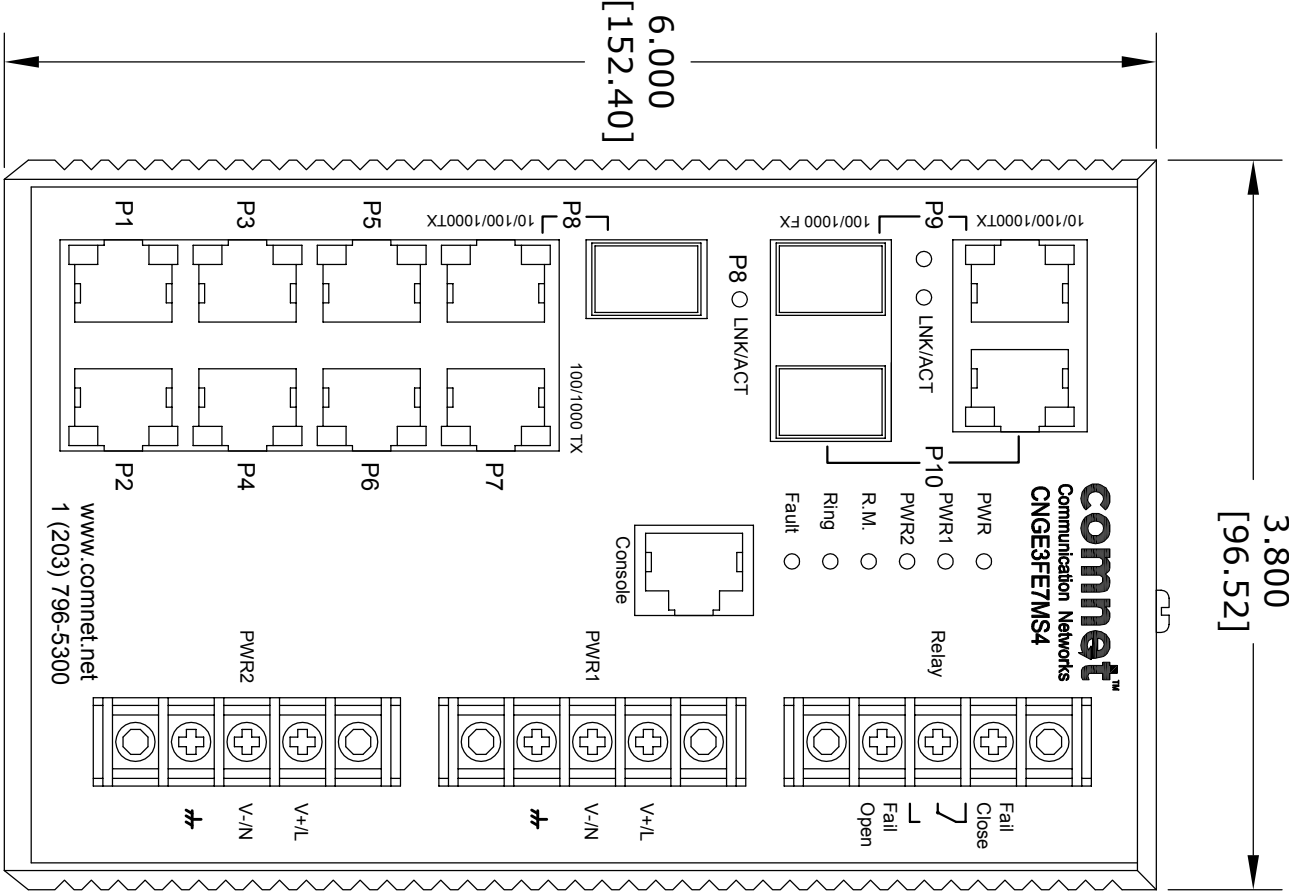 6.000
[152.40]
3.800
[96.52]
comnet™
Communication Networks
CNGE3FE7MS4
PWR
PWR1
PWR2
R.M.
Ring
Fault
10/100/1000TX
P9
100/1000 FX
LNK/ACT
P10
P8
LNK/ACT
P8
10/100/1000TX
100/1000 TX
P1
P3
P5
P2
P4
P6
P7
Console
Relay
Fail
Close
Fail
Open
PWR1
V+/L
V-/N
PWR2
V+/L
V-/N
www.comnet.net
1 (203) 796-5300